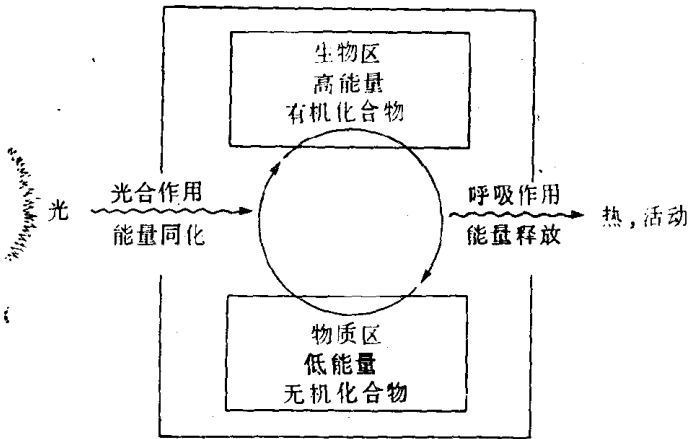 生物区
高能量
有机化合物
光
光合作用
能量同化
呼吸作用
能量释放
热,活动
物质区
低能量
无机化合物